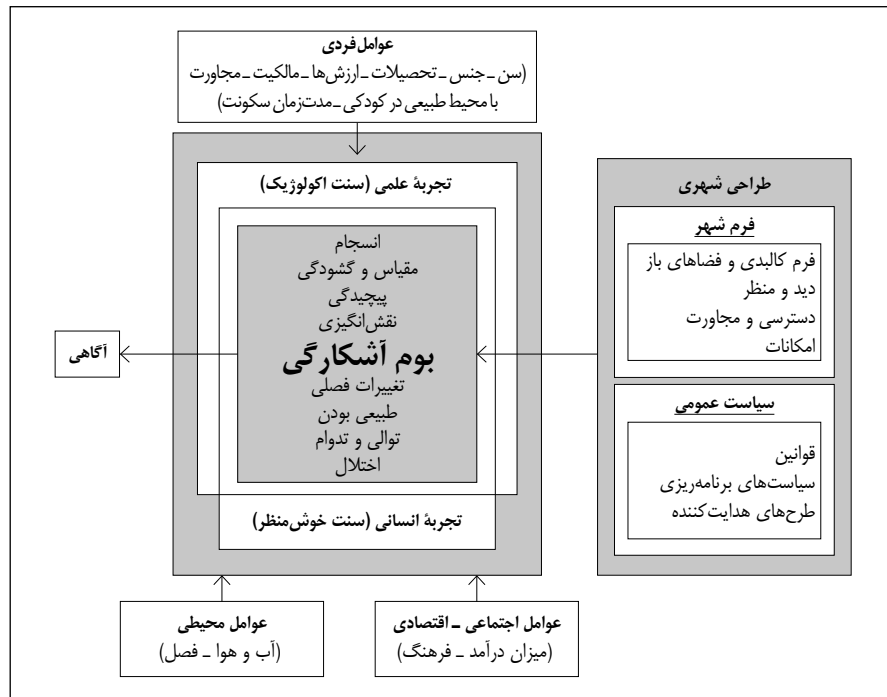 عوامل فردی
(سن ـ جنس ـ تحصیلات ـ ارزش‌ها ـ مالکیت ـ مجاورت
با محیط طبیعی در کودکی ـ مدت‌زمان سکونت)
طراحی شهری
فرم شهر
فرم کالبدی و فضاهای باز
دید و منظر
دسترسی و مجاورت
امکانات
سیاست عمومی
قوانین
سیاست‌های برنامه‌ریزی
طرح‌های هدایت‌کننده
تجربهٔ علمی (سنت اکولوژیک)
انسجام
مقیاس و گشودگی
پیچیدگی
نقش‌انگیزی
بوم آشکارگی
تغییرات فصلی
طبیعی بودن
توالی و تدوام
اختلال
تجربهٔ انسانی (سنت خوش‌منظر)
آگاهی
عوامل اجتماعی ـ اقتصادی
(میزان درآمد ـ فرهنگ)
عوامل محیطی
(آب و هوا ـ فصل)